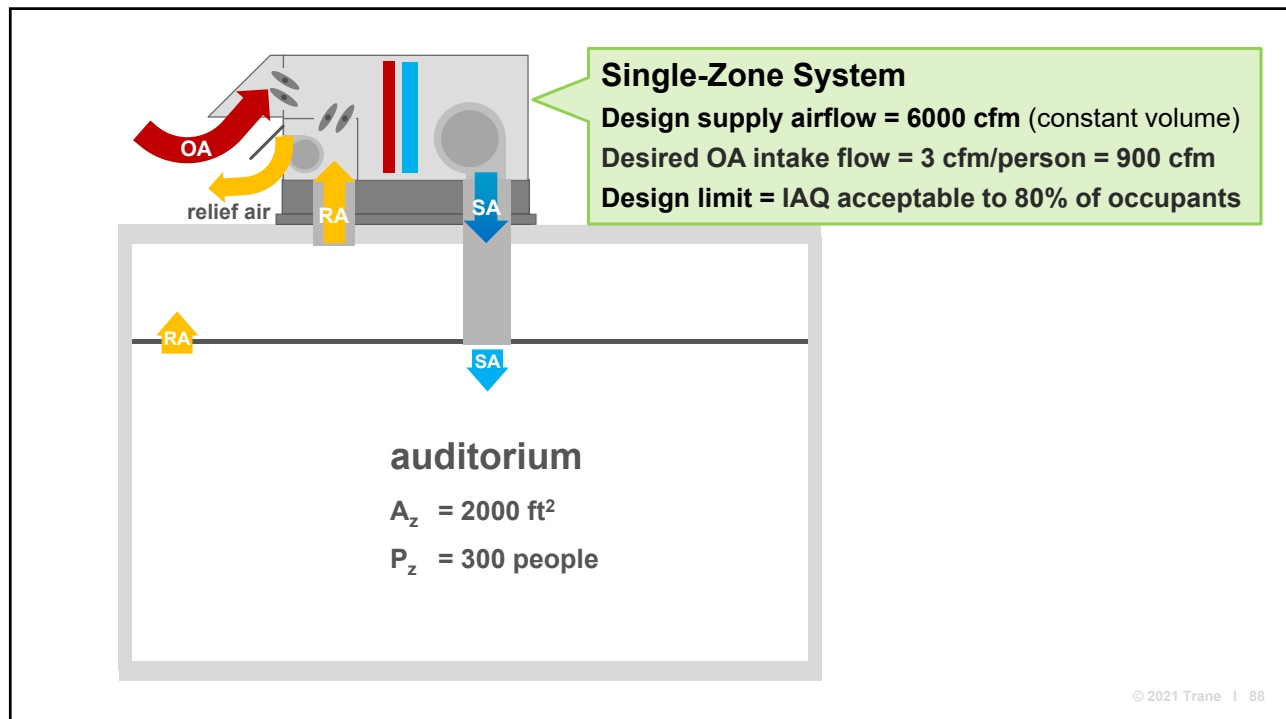 Single-Zone System
Design supply airflow = 6000 cfm (constant volume)
Desired OA intake flow = 3 cfm/person = 900 cfm
Design limit = IAQ acceptable to 80% of occupants
OA
relief air
RA
SA
RA
SA
auditorium
Az = 2000 ft²
Pz = 300 people
© 2021 Trane I 88